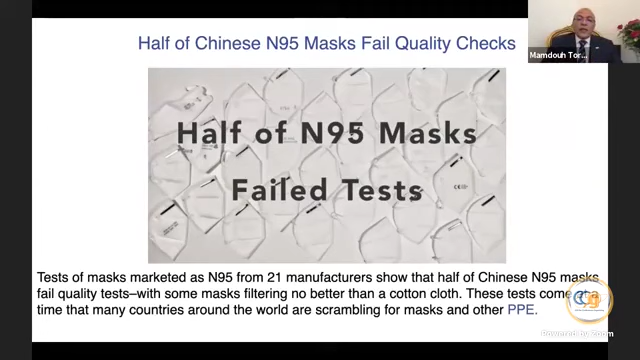 Half of Chinese N95 Masks Fail Quality Checks
Mamdouh Tor...
Half of N95 Masks
Failed Tests
Tests of masks marketed as N95 from 21 manufacturers show that half of Chinese N95 masks
fail quality tests–with some masks filtering no better than a cotton cloth. These tests come at a
time that many countries around the world are scrambling for masks and other PPE.
Powered by Zoom